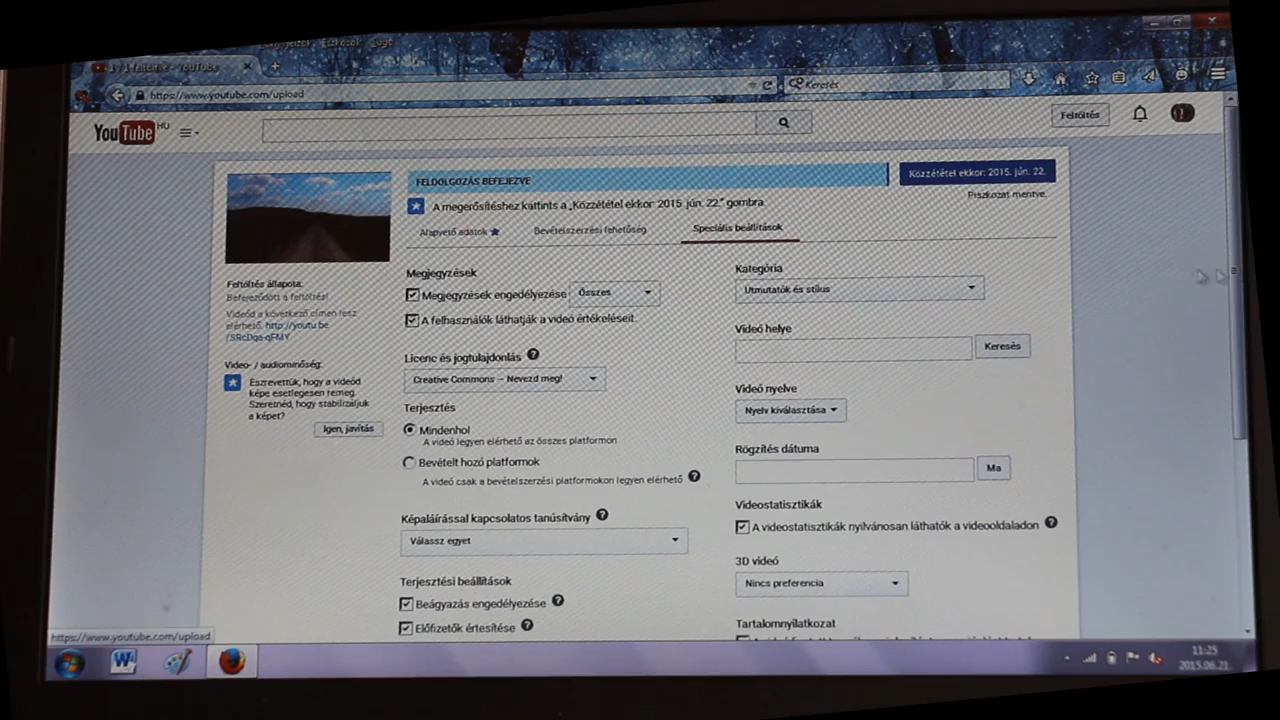 https://www.youtube.com/upload
Keresés
YouTube HU
Feltöltés
FELDOLGOZÁS BEFEJEZVE
Közzététel ekkor: 2015. jún. 22.
A megerősítéshez kattints a „Közzététel ekkor: 2015. jún. 22." gombra.
Piszkozat mentve.
Alapvető adatok
Bevételszerzési lehetőség
Speciális beállítások
Feltöltés állapota:
Befejeződött a feltöltés!
Videód a következő címen lesz
elérhető: http://youtu.be
Video- / audiominőség:
Észrevettük, hogy a videód
képe esetlegesen remeg.
Szeretnéd, hogy stabilizáljuk
a képet?
Igen, javítás
Megjegyzések
Megjegyzések engedélyezése
Összes
A felhasználók láthatják a videó értékeléseit.
Licenc és jogtulajdonlás
Creative Commons – Nevezd meg!
Terjesztés
Mindenhol
A videó legyen elérhető az összes platformon
Bevételt hozó platformok
A videó csak a bevételszerzési platformokon legyen elérhető
Képaláírással kapcsolatos tanúsítvány
Válassz egyet
Terjesztési beállítások
Beágyazás engedélyezése
Előfizetők értesítése
Kategória
Útmutatók és stílus
Videó helye
Keresés
Videó nyelve
Nyelv kiválasztása
Rögzítés dátuma
Ma
Videostatisztikák
A videostatisztikák nyilvánosan láthatók a videooldaladon
3D videó
Nincs preferencia
Tartalomnyilatkozat
https://www.youtube.com/upload
11:25
2015.06.21.